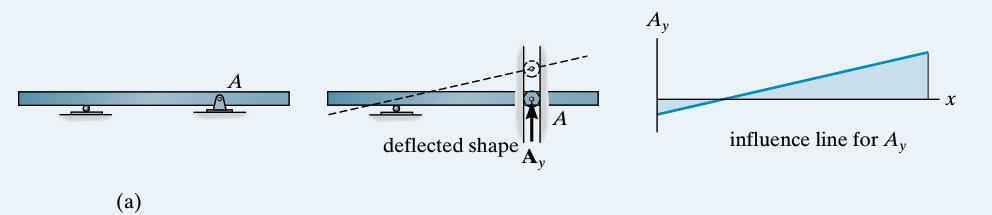 A
A
deflected shape
A_y
(a)
A_y
x
influence line for A_y